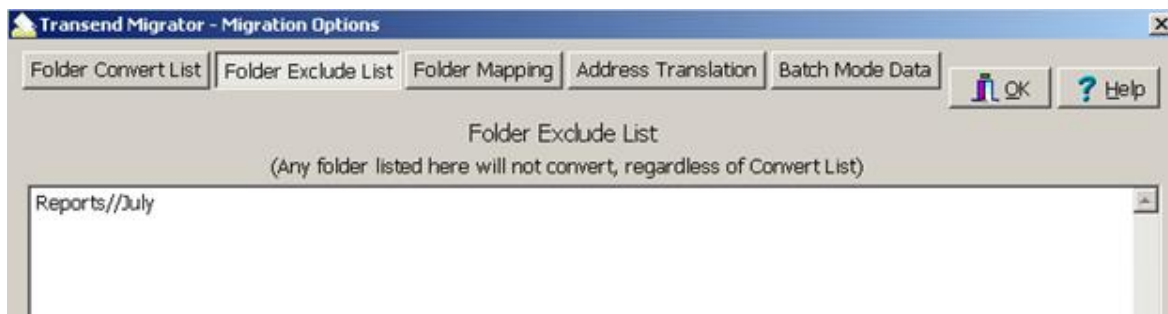 Transend Migrator - Migration Options
Folder Convert List Folder Exclude List Folder Mapping Address Translation Batch Mode Data OK ? Help
Folder Exclude List
(Any folder listed here will not convert, regardless of Convert List)
Reports//July